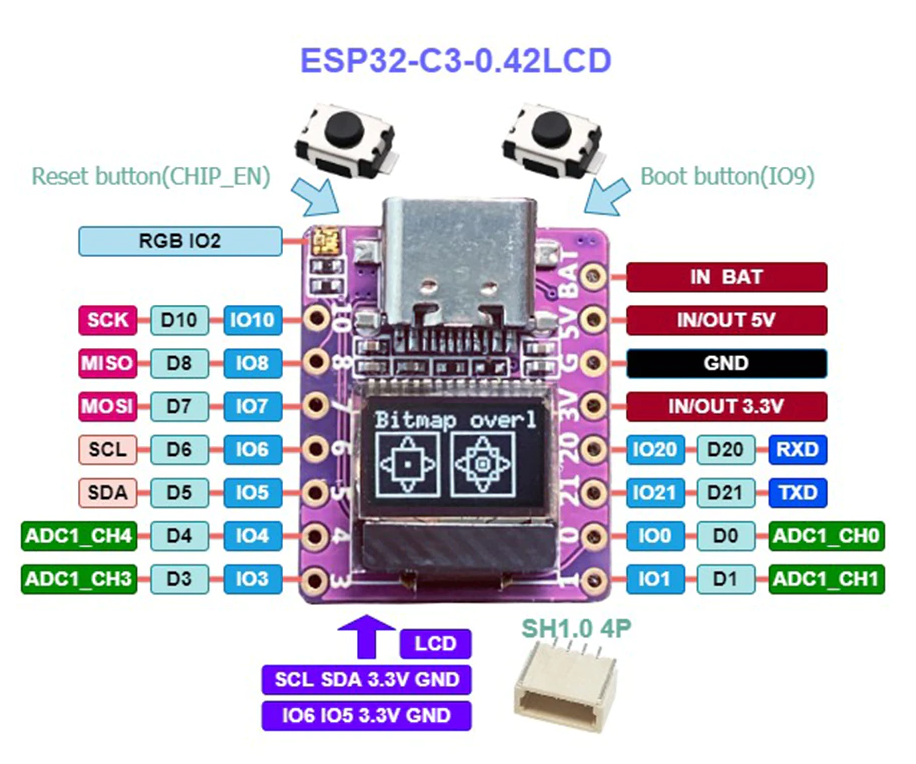 ESP32-C3-0.42LCD
Reset button(CHIP_EN)
Boot button(IO9)
RGB IO2
BAT
IN BAT
SCK D10 IO10
10
5V
IN/OUT 5V
MISO D8 IO8
8
G
GND
MOSI D7 IO7
7
3V
IN/OUT 3.3V
Bitmap overl
SCL D6 IO6
6
20
IO20 D20 RXD
SDA D5 IO5
5
21
IO21 D21 TXD
ADC1_CH4 D4 IO4
4
0
IO0 D0 ADC1_CH0
ADC1_CH3 D3 IO3
3
1
IO1 D1 ADC1_CH1
LCD
SCL SDA 3.3V GND
IO6 IO5 3.3V GND
SH1.0 4P